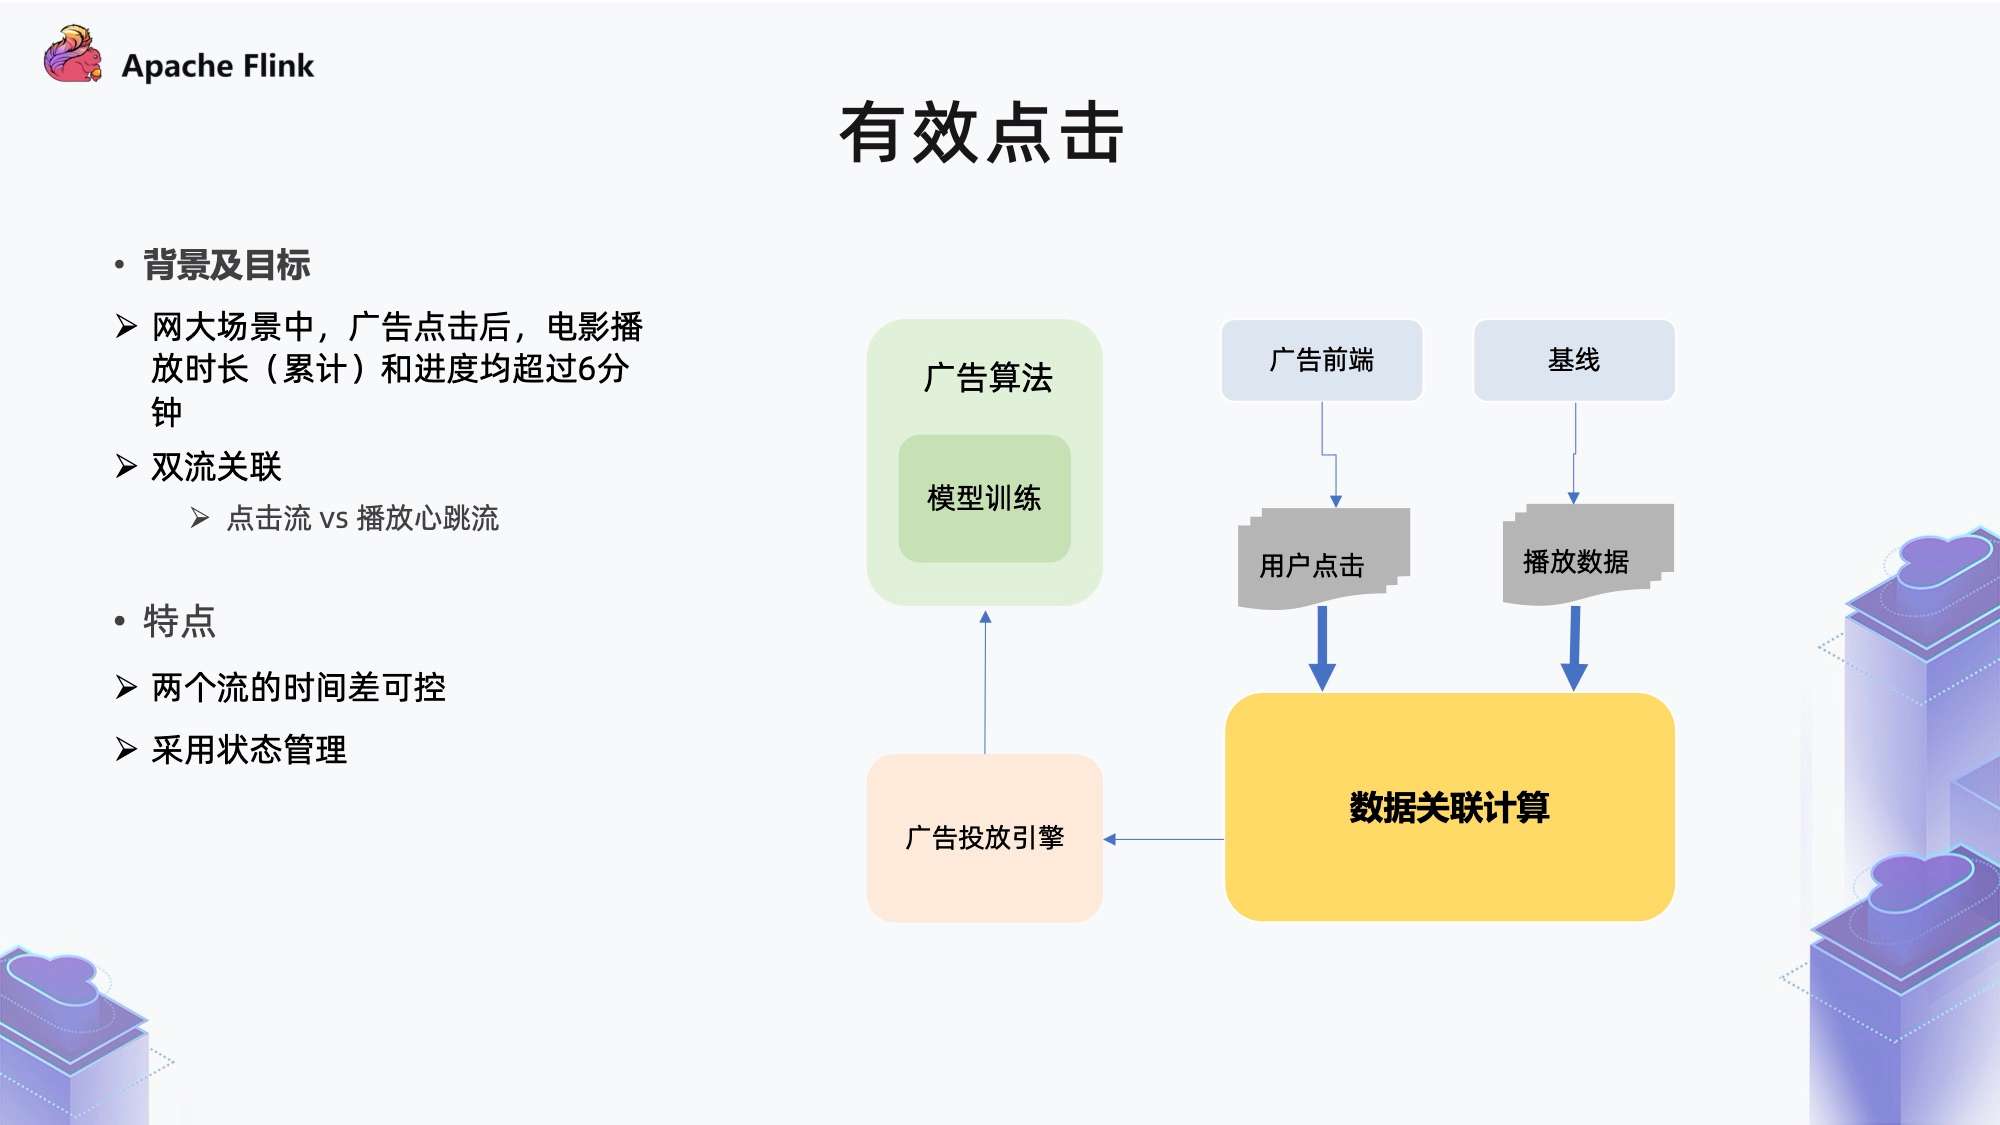 Apache Flink
有效点击
• 背景及目标
➢ 网大场景中，广告点击后，电影播
放时长（累计）和进度均超过6分
钟
➢ 双流关联
➢ 点击流 vs 播放心跳流
• 特点
➢ 两个流的时间差可控
➢ 采用状态管理
广告算法
模型训练
广告前端
基线
用户点击
播放数据
广告投放引擎
数据关联计算